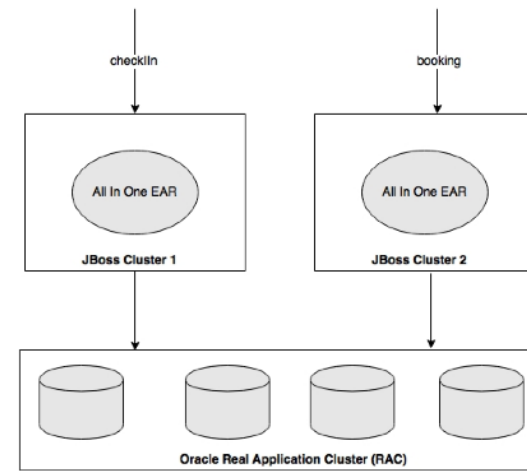 checkIIn
booking
All In One EAR
All In One EAR
JBoss Cluster 1
JBoss Cluster 2
Oracle Real Application Cluster (RAC)